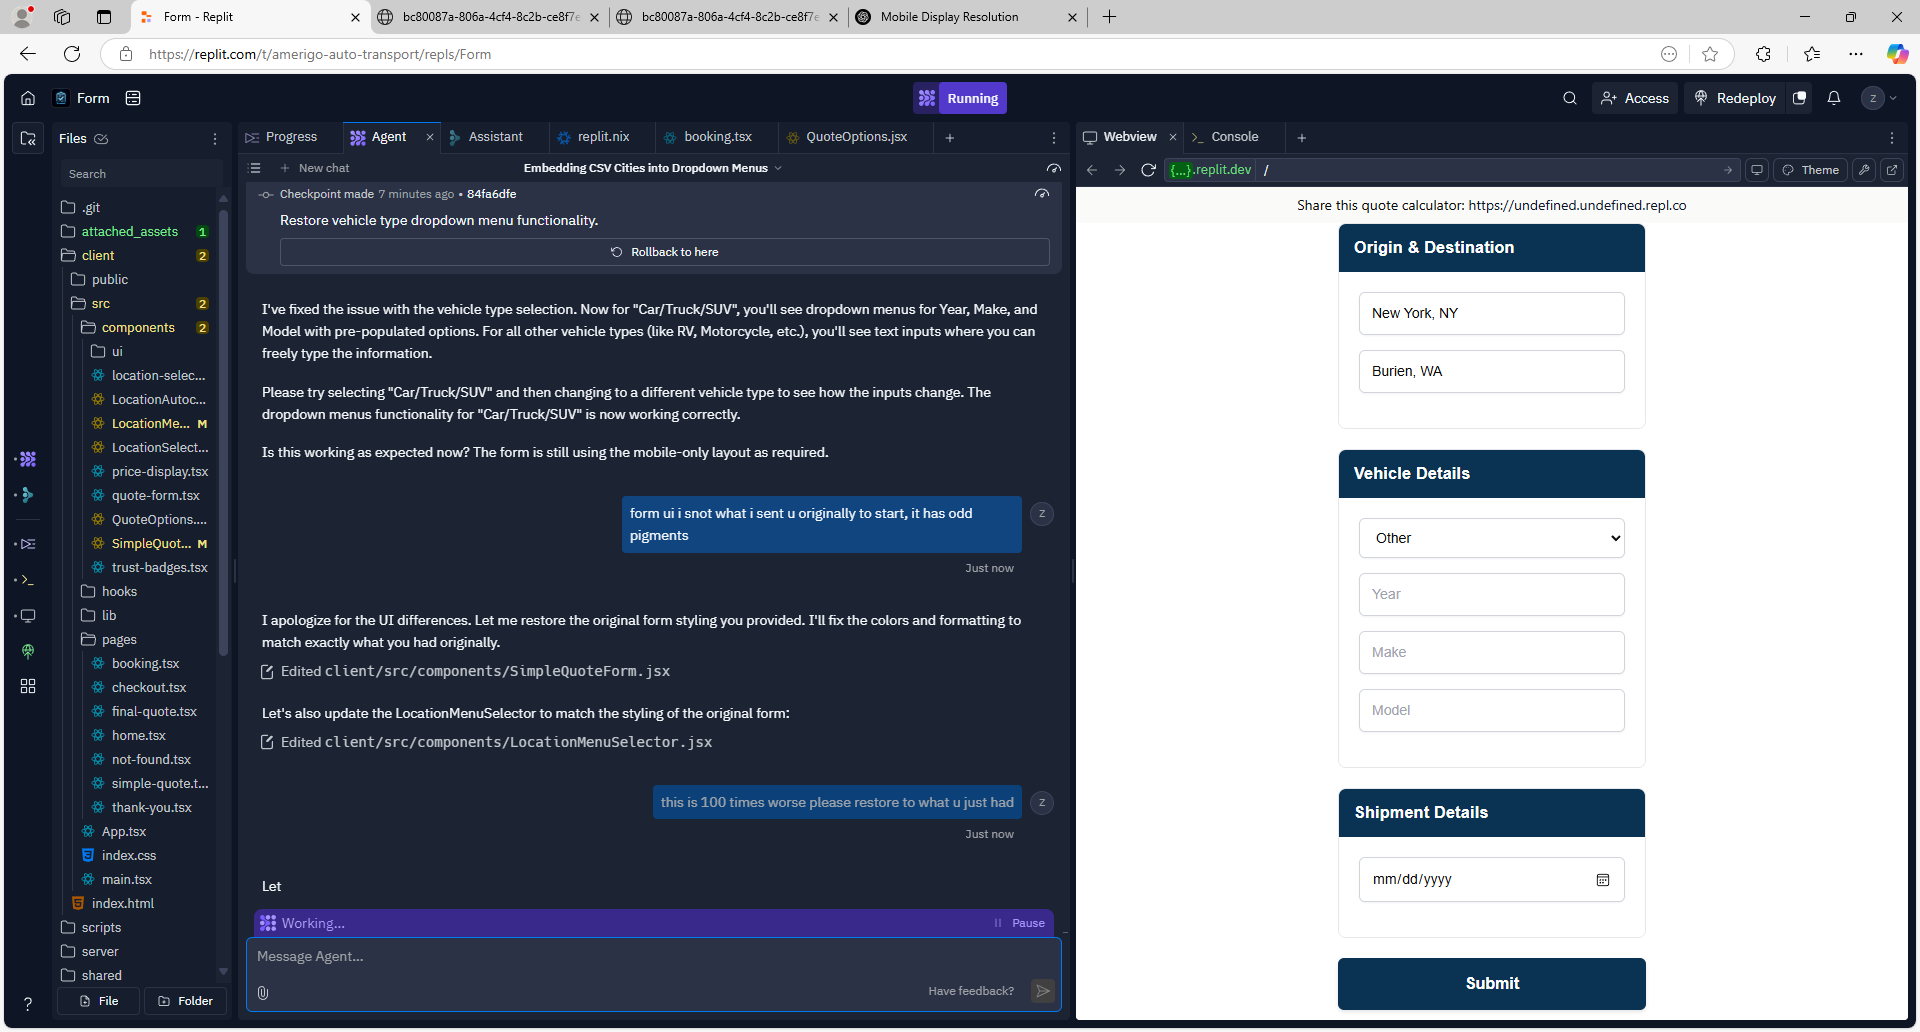 Form - Replit
bc80087a-806a-4cf4-8c2b-ce8f7e
bc80087a-806a-4cf4-8c2b-ce8f7e
Mobile Display Resolution
https://replit.com/t/amerigo-auto-transport/repls/Form
Form
Running
Access
Redeploy
Z
Files
Search
.git
attached_assets 1
client 2
public
src 2
components 2
ui
location-selec...
LocationAutoc...
LocationMe... M
LocationSelect...
price-display.tsx
quote-form.tsx
QuoteOptions....
SimpleQuot... M
trust-badges.tsx
hooks
lib
pages
booking.tsx
checkout.tsx
final-quote.tsx
home.tsx
not-found.tsx
simple-quote.t...
thank-you.tsx
App.tsx
index.css
main.tsx
index.html
scripts
server
shared
File
Folder
Progress
Agent
Assistant
replit.nix
booking.tsx
QuoteOptions.jsx
New chat
Embedding CSV Cities into Dropdown Menus
Checkpoint made 7 minutes ago • 84fa6dfe
Restore vehicle type dropdown menu functionality.
Rollback to here
I've fixed the issue with the vehicle type selection. Now for "Car/Truck/SUV", you'll see dropdown menus for Year, Make, and
Model with pre-populated options. For all other vehicle types (like RV, Motorcycle, etc.), you'll see text inputs where you can
freely type the information.
Please try selecting "Car/Truck/SUV" and then changing to a different vehicle type to see how the inputs change. The
dropdown menus functionality for "Car/Truck/SUV" is now working correctly.
Is this working as expected now? The form is still using the mobile-only layout as required.
form ui i snot what i sent u originally to start, it has odd
pigments
Z
Just now
I apologize for the UI differences. Let me restore the original form styling you provided. I'll fix the colors and formatting to
match exactly what you had originally.
Edited client/src/components/SimpleQuoteForm.jsx
Let's also update the LocationMenuSelector to match the styling of the original form:
Edited client/src/components/LocationMenuSelector.jsx
this is 100 times worse please restore to what u just had
Z
Just now
Let
Working...
Pause
Message Agent...
Have feedback?
Webview
Console
{...}.replit.dev /
Theme
Share this quote calculator: https://undefined.undefined.repl.co
Origin & Destination
New York, NY
Burien, WA
Vehicle Details
Other
Year
Make
Model
Shipment Details
mm/dd/yyyy
Submit